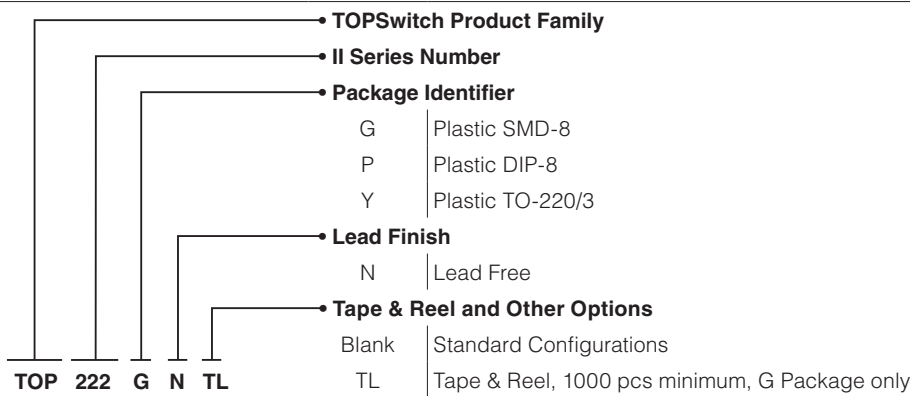 • TOPSwitch Product Family
• II Series Number
• Package Identifier
G Plastic SMD-8
P Plastic DIP-8
Y Plastic TO-220/3
• Lead Finish
N Lead Free
• Tape & Reel and Other Options
Blank Standard Configurations
TOP 222 G N TL TL Tape & Reel, 1000 pcs minimum, G Package only